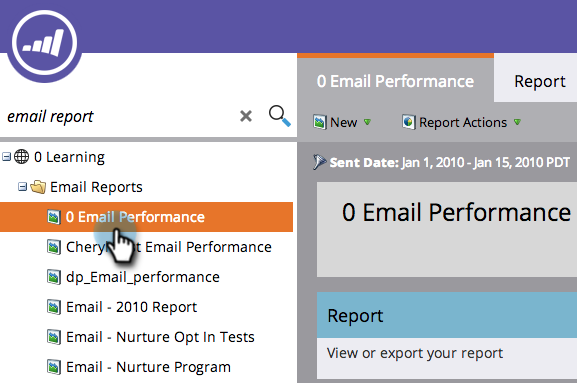 0 Email Performance
Report
email report
New
Report Actions
0 Learning
Email Reports
Sent Date: Jan 1, 2010 - Jan 15, 2010 PDT
0 Email Performance
Cheryl t Email Performance
dp_Email_performance
Email - 2010 Report
Email - Nurture Opt In Tests
Email - Nurture Program
0 Email Performance
Report
View or export your report